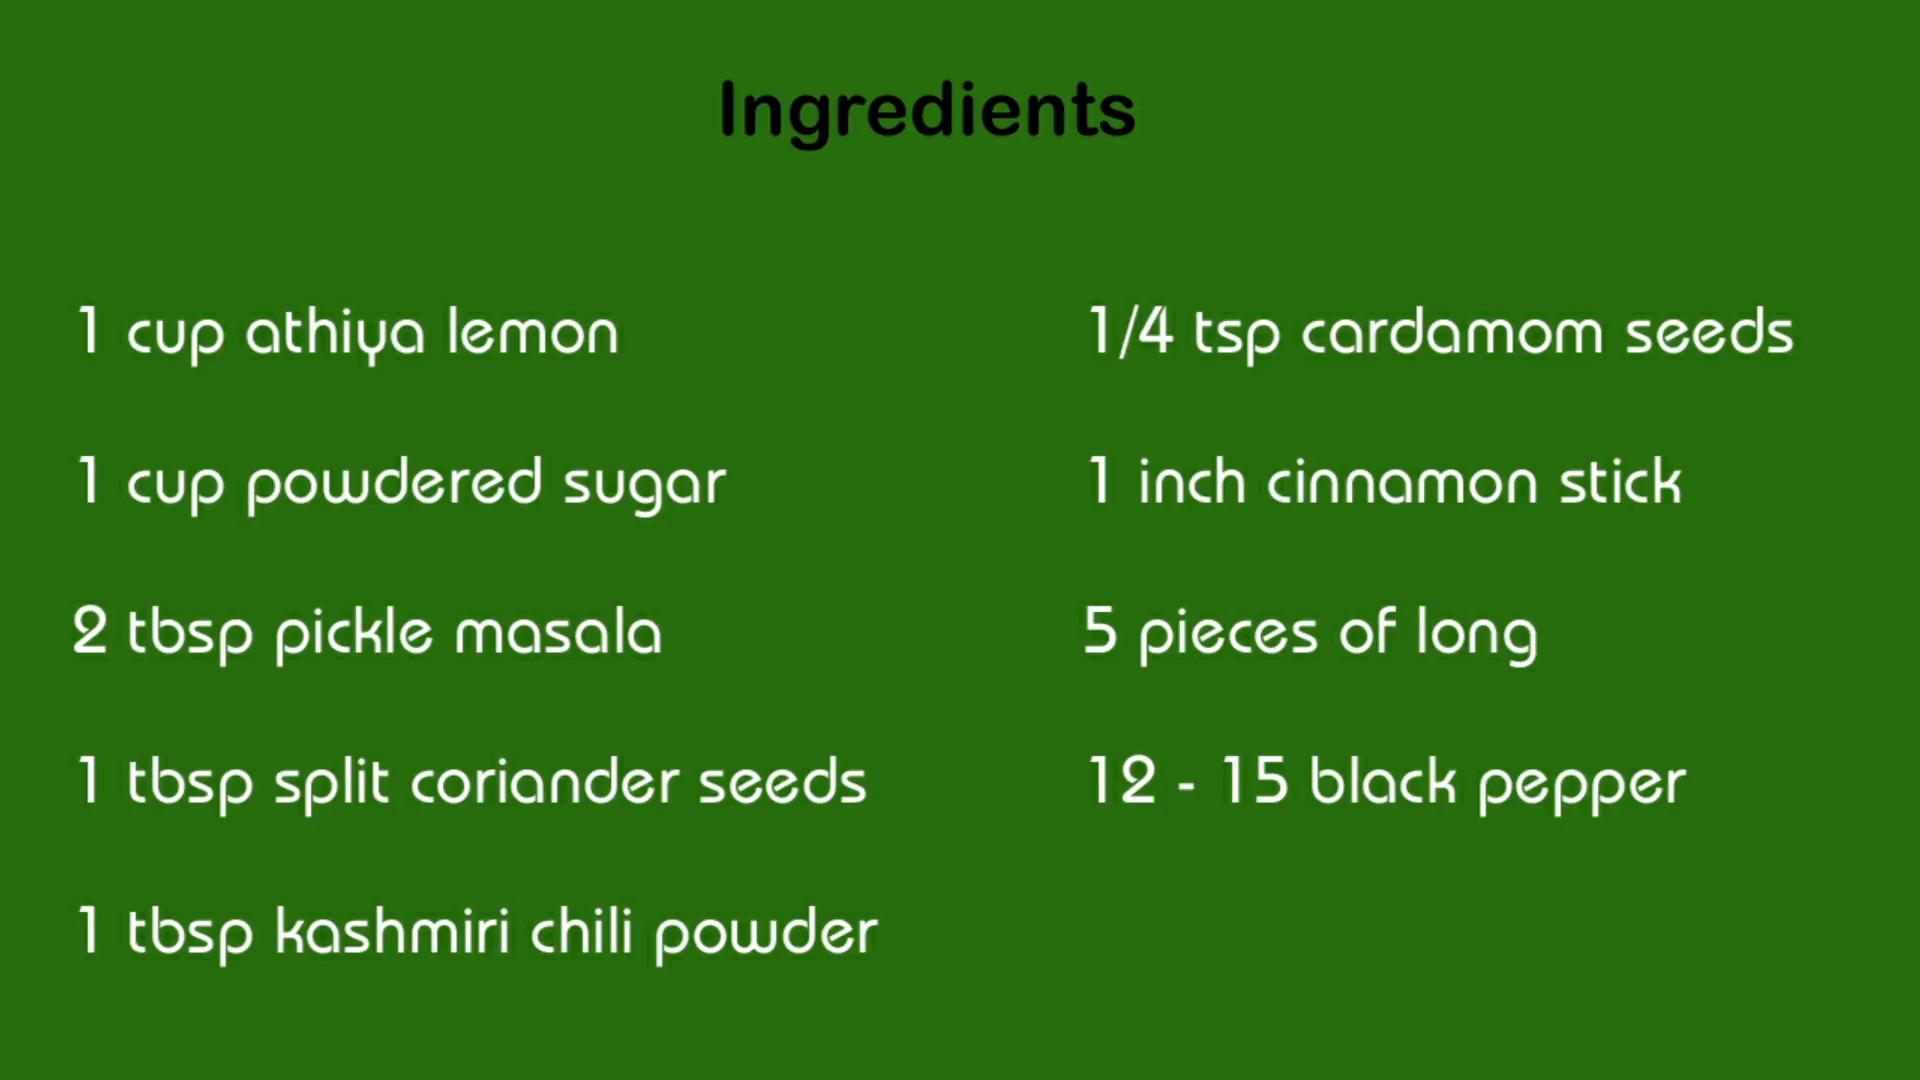 Ingredients
1 cup athiya lemon
1 cup powdered sugar
2 tbsp pickle masala
1 tbsp split coriander seeds
1 tbsp kashmiri chili powder
1/4 tsp cardamom seeds
1 inch cinnamon stick
5 pieces of long
12 - 15 black pepper